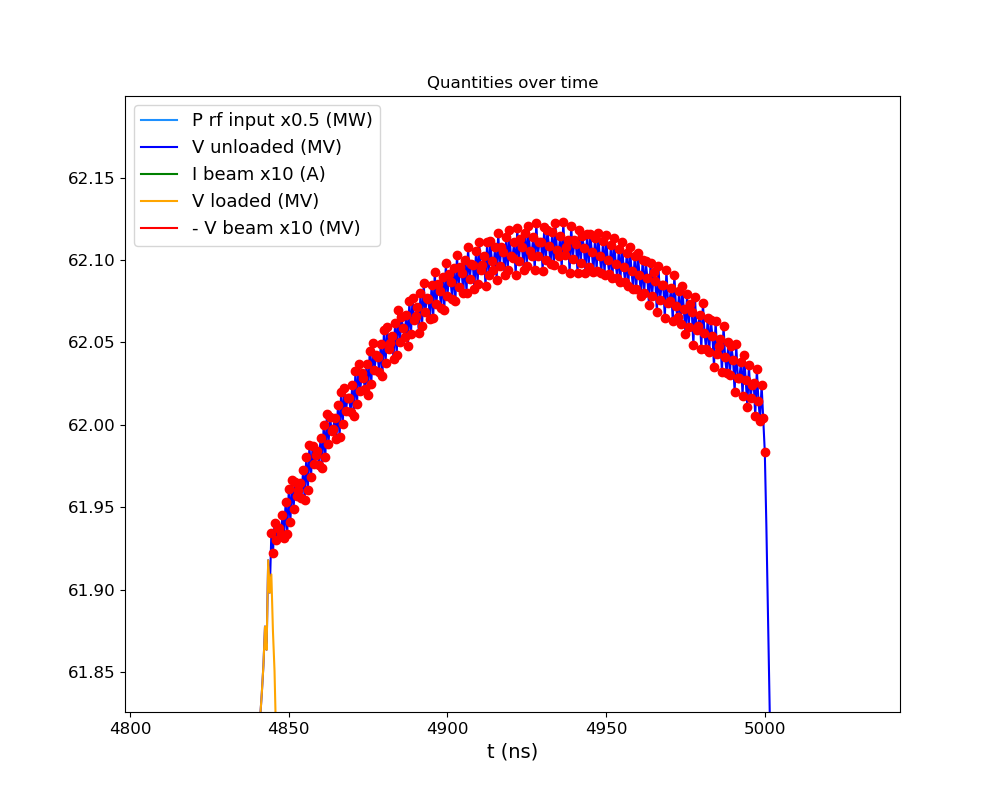 Quantities over time
P rf input x0.5 (MW)
V unloaded (MV)
I beam x10 (A)
V loaded (MV)
- V beam x10 (MV)
62.15
62.10
62.05
62.00
61.95
61.90
61.85
4800 4850 4900 4950 5000
t (ns)